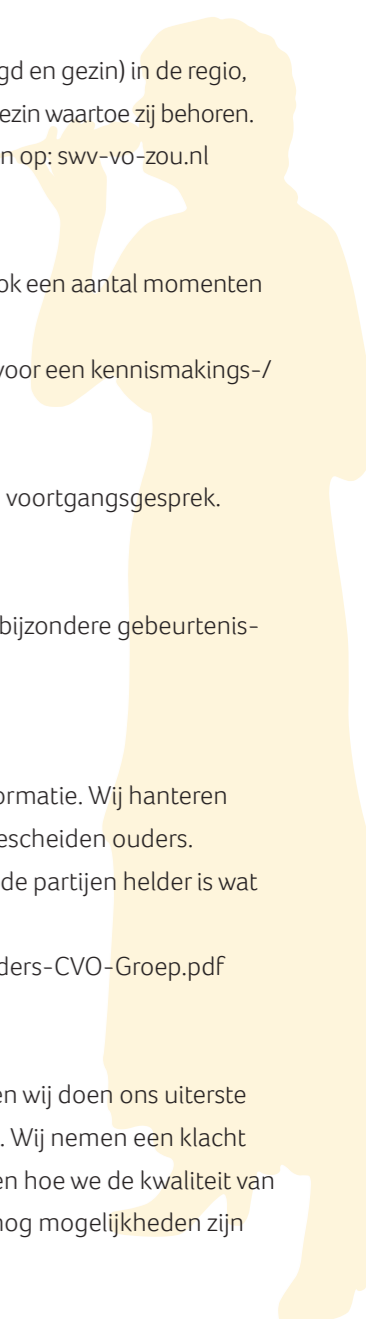 gd en gezin) in de regio,
ezin waartoe zij behoren.
n op: swv-vo-zou.nl
ok een aantal momenten
voor een kennismakings-/
voortgangsgesprek.
bijzondere gebeurtenis-
ormatie. Wij hanteren
escheiden ouders.
de partijen helder is wat
ders-CVO-Groep.pdf
en wij doen ons uiterste
. Wij nemen een klacht
en hoe we de kwaliteit van
nog mogelijkheden zijn